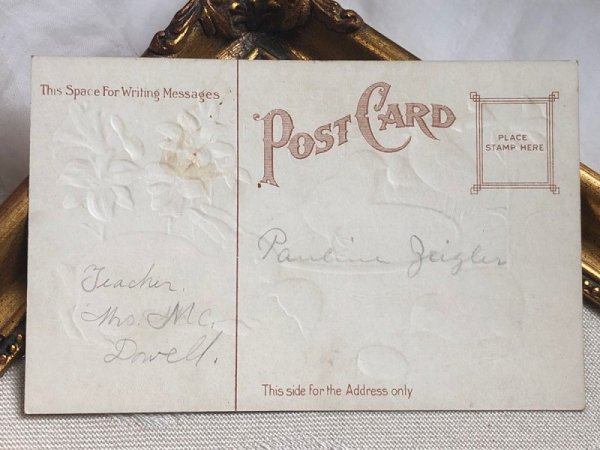 This Space For Writing Messages
POST CARD
PLACE
STAMP HERE
Pauline Zeigler
Teacher.
Mrs. Mc.
Dowell.
This side for the Address only